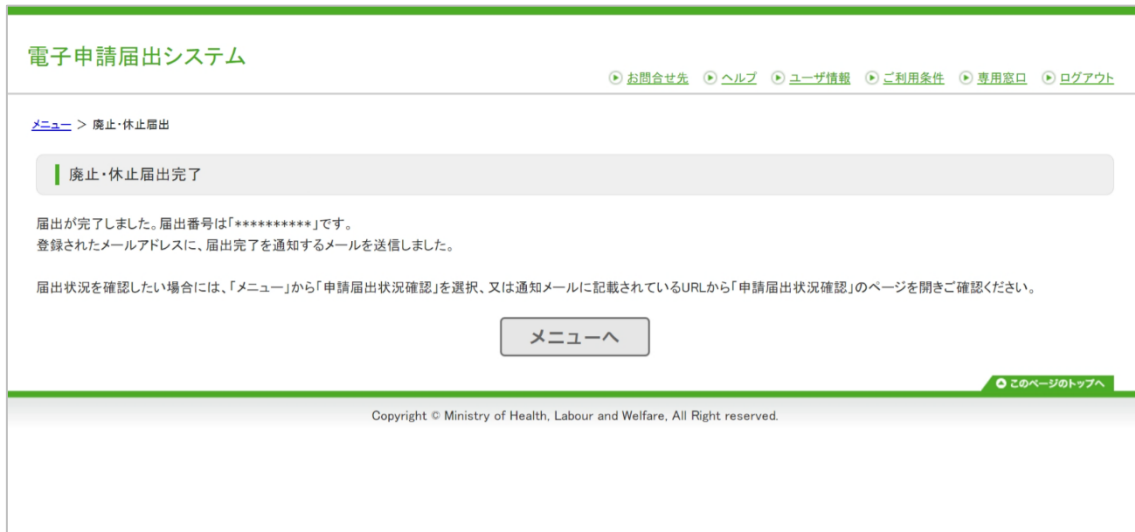 電子申請届出システム
お問合せ先 ヘルプ ユーザ情報 ご利用条件 専用窓口 ログアウト
メニュー ＞ 廃止・休止届出
廃止・休止届出完了
届出が完了しました。届出番号は「**********」です。
登録されたメールアドレスに、届出完了を通知するメールを送信しました。
届出状況を確認したい場合には、「メニュー」から「申請届出状況確認」を選択、又は通知メールに記載されているURLから「申請届出状況確認」のページを開きご確認ください。
メニューへ
このページのトップへ
Copyright © Ministry of Health, Labour and Welfare, All Right reserved.